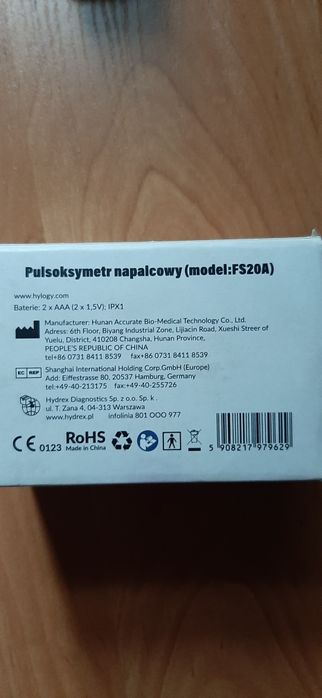 Pulsoksymetr napalcowy (model:FS20A)
www.hylogy.com
Baterie: 2 x AAA (2 x 1,5V); IPX1
Manufacturer: Hunan Accurate Bio-Medical Technology Co., Ltd.
Adress: 6th Floor, Biyang Industrial Zone, Lijiacin Road, Xueshi Streer of
Yuelu, District, 410208 Changsha, Hunan Province,
PEOPLE'S REPUBLIC OF CHINA
tel+86 0731 8411 8539 fax+86 0731 8411 8539
EC REP
Shanghai International Holding Corp.GmbH (Europe)
Add: Eiffestrasse 80, 20537 Hamburg, Germany
tel:+49-40-213175 fax:+49-40-255726
Hydrex Diagnostics Sp. z o.o. Sp. k .
ul. T. Zana 4, 04-313 Warszawa
www.hydrex.pl infolinia 801 OOO 977
CE 0123 RoHS
Made in China
5 908217 979629